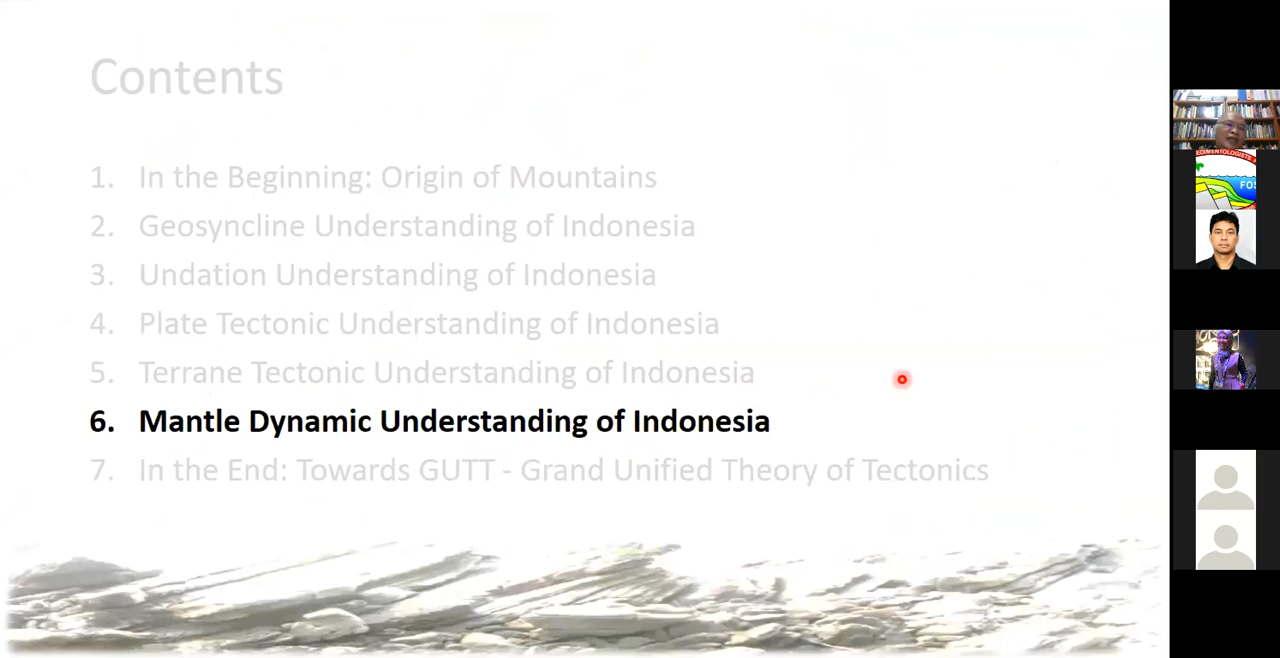 Contents
1. In the Beginning: Origin of Mountains
2. Geosyncline Understanding of Indonesia
3. Undation Understanding of Indonesia
4. Plate Tectonic Understanding of Indonesia
5. Terrane Tectonic Understanding of Indonesia
6. Mantle Dynamic Understanding of Indonesia
7. In the End: Towards GUTT - Grand Unified Theory of Tectonics
EDIMENTOLOGISTS
FOS